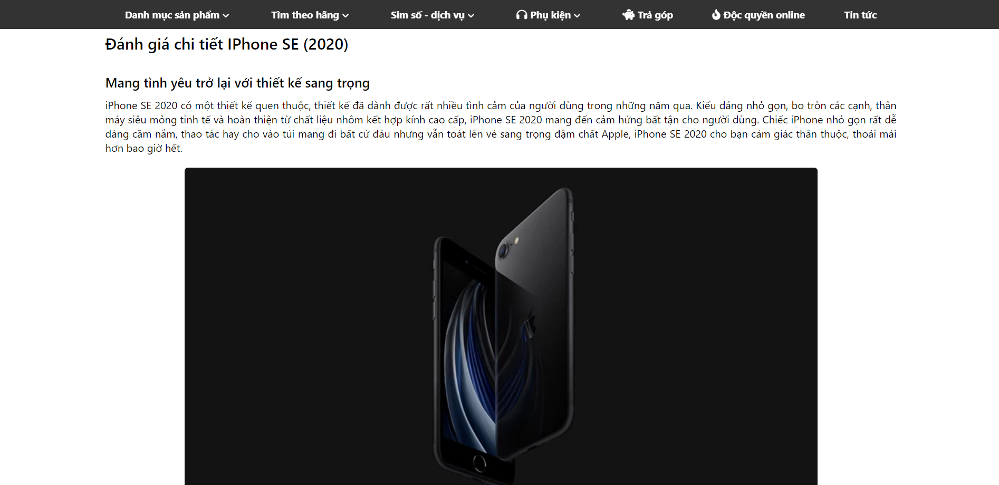 Danh mục sản phẩm Tìm theo hãng Sim số - dịch vụ Phụ kiện Trả góp Độc quyền online Tin tức
Đánh giá chi tiết IPhone SE (2020)
Mang tình yêu trở lại với thiết kế sang trọng
iPhone SE 2020 có một thiết kế quen thuộc, thiết kế đã dành được rất nhiều tình cảm của người dùng trong những năm qua. Kiểu dáng nhỏ gọn, bo tròn các cạnh, thân
máy siêu mỏng tinh tế và hoàn thiện từ chất liệu nhôm kết hợp kính cao cấp, iPhone SE 2020 mang đến cảm hứng bất tận cho người dùng. Chiếc iPhone nhỏ gọn rất dễ
dàng cầm nắm, thao tác hay cho vào túi mang đi bất cứ đâu nhưng vẫn toát lên vẻ sang trọng đậm chất Apple, iPhone SE 2020 cho bạn cảm giác thân thuộc, thoải mái
hơn bao giờ hết.